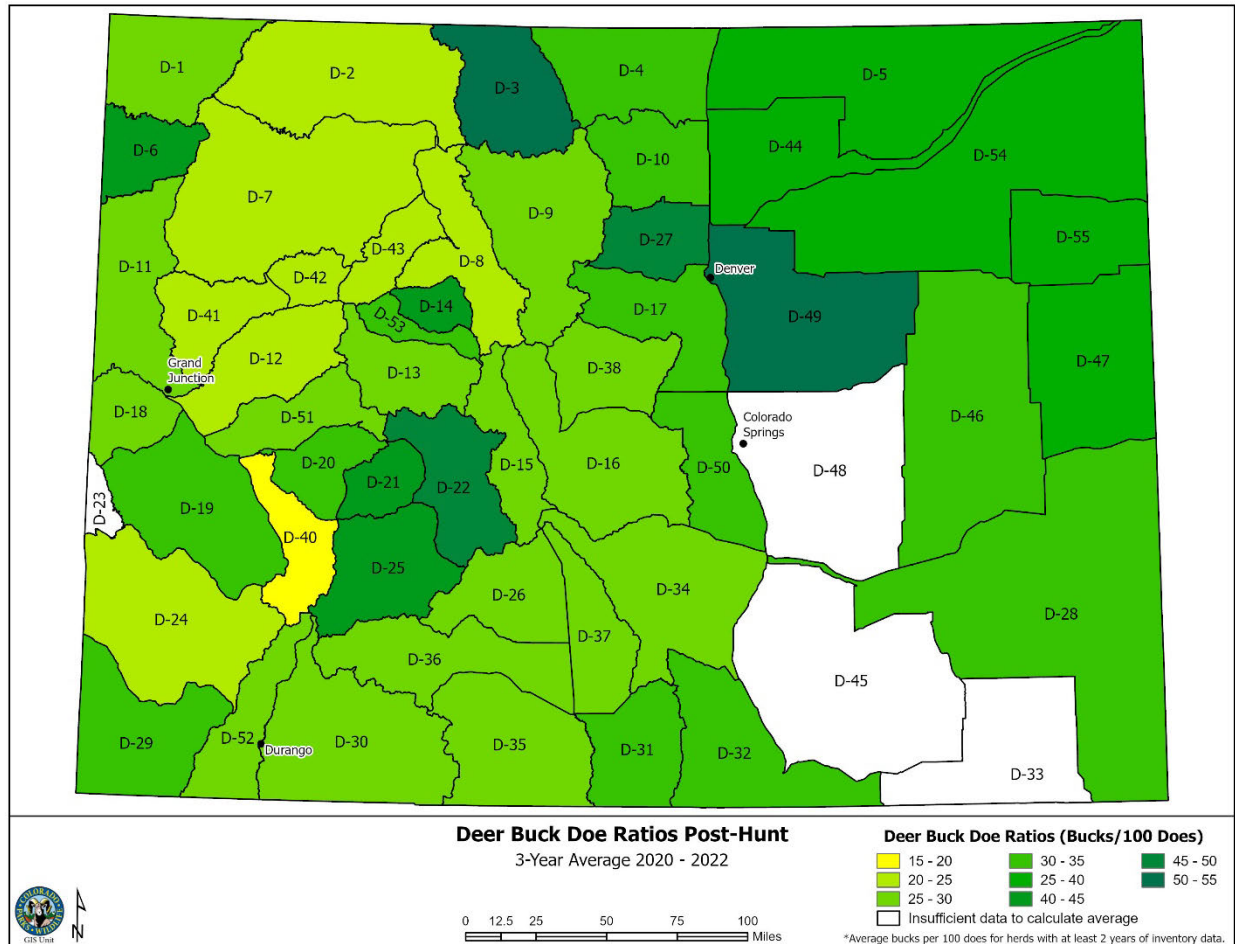 D-1
D-2
D-3
D-4
D-5
D-6
D-44
D-54
D-10
D-7
D-9
D-55
D-27
D-43
D-8
D-11
D-42
Denver
D-14
D-17
D-41
D-53
D-49
D-47
D-12
Grand
Junction
D-13
D-38
D-18
D-51
D-46
Colorado
Springs
D-20
D-15
D-16
D-50
D-48
D-21
D-22
D-23
D-19
D-40
D-25
D-26
D-34
D-28
D-24
D-37
D-36
D-45
D-29
D-52
Durango
D-30
D-35
D-31
D-32
D-33
Deer Buck Doe Ratios Post-Hunt
3-Year Average 2020 - 2022
Deer Buck Doe Ratios (Bucks/100 Does)
15 - 20
30 - 35
45 - 50
20 - 25
25 - 40
50 - 55
25 - 30
40 - 45
Insufficient data to calculate average
*Average bucks per 100 does for herds with at least 2 years of inventory data.
COLORADO
PARKS
WILDLIFE
GIS Unit
N
0 12.5 25 50 75 100
Miles